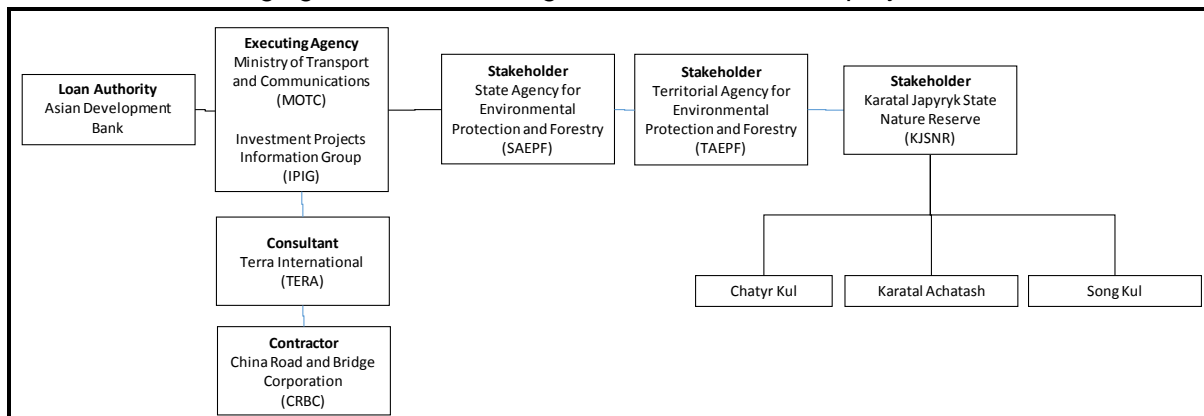 Loan Authority
Asian Development
Bank
Executing Agency
Ministry of Transport
and Communications
(MOTC)
Investment Projects
Information Group
(IPIG)
Consultant
Terra International
(TERA)
Contractor
China Road and Bridge
Corporation
(CRBC)
Stakeholder
State Agency for
Environmental
Protection and Forestry
(SAEPF)
Stakeholder
Territorial Agency for
Environmental
Protection and Forestry
(TAEPF)
Stakeholder
Karatal Japyryk State
Nature Reserve
(KJSNR)
Chatyr Kul
Karatal Achatash
Song Kul